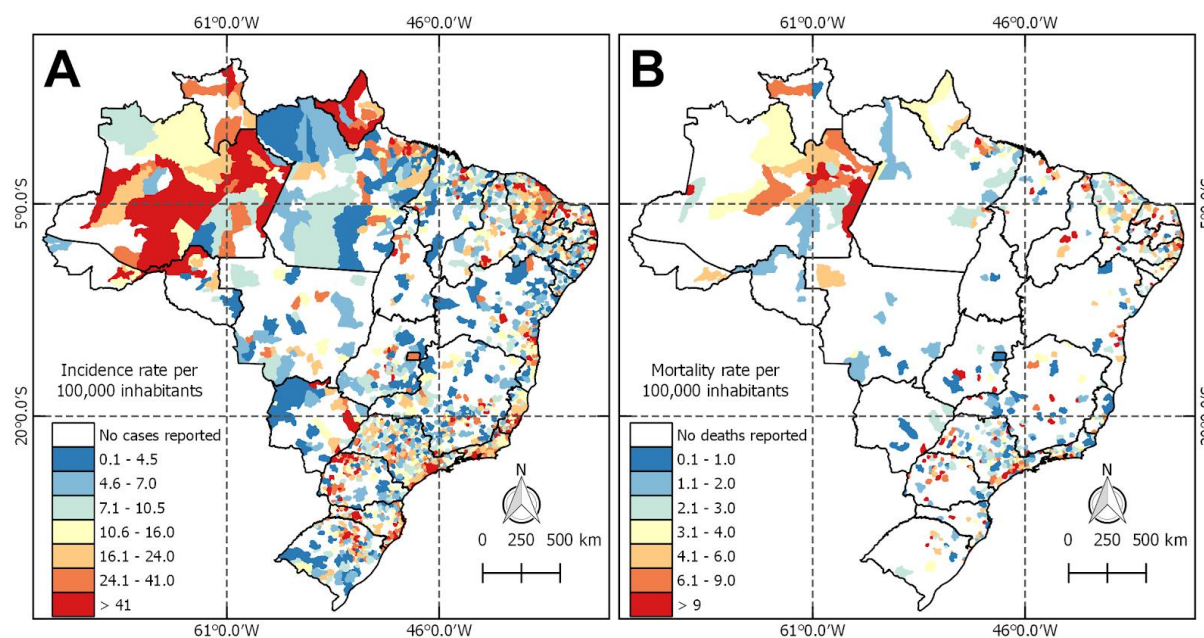 61°0.0'W 46°0.0'W 61°0.0'W 46°0.0'W
A B
5°0.0'S
20°0.0'S
Incidence rate per
100,000 inhabitants
No cases reported
0.1 - 4.5
4.6 - 7.0
7.1 - 10.5
10.6 - 16.0
16.1 - 24.0
24.1 - 41.0
> 41
N
0 250 500 km
61°0.0'W 46°0.0'W
Mortality rate per
100,000 inhabitants
No deaths reported
0.1 - 1.0
1.1 - 2.0
2.1 - 3.0
3.1 - 4.0
4.1 - 6.0
6.1 - 9.0
> 9
N
0 250 500 km
61°0.0'W 46°0.0'W